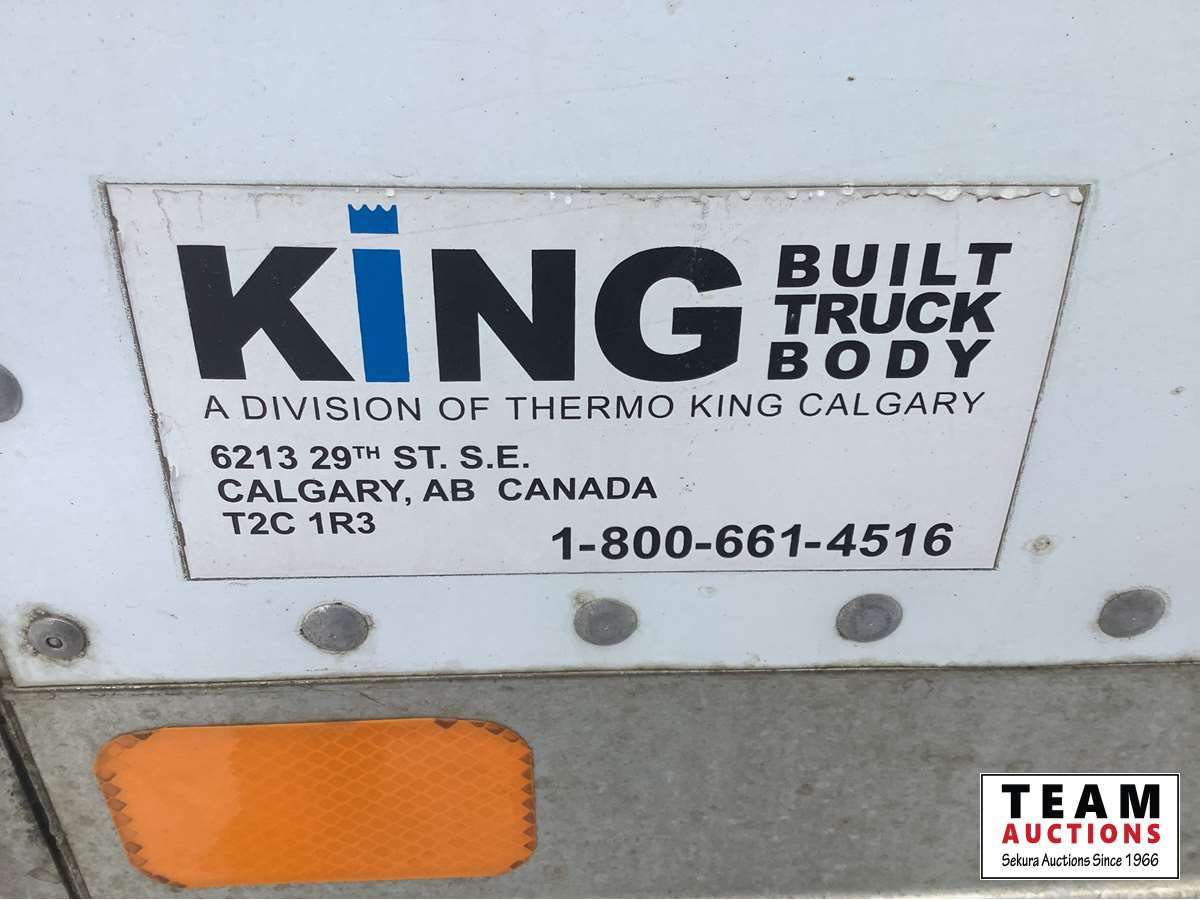 KiNG BUILT TRUCK BODY
A DIVISION OF THERMO KING CALGARY
6213 29TH ST. S.E.
CALGARY, AB CANADA
T2C 1R3
1-800-661-4516
TEAM
AUCTIONS
Sekura Auctions Since 1966